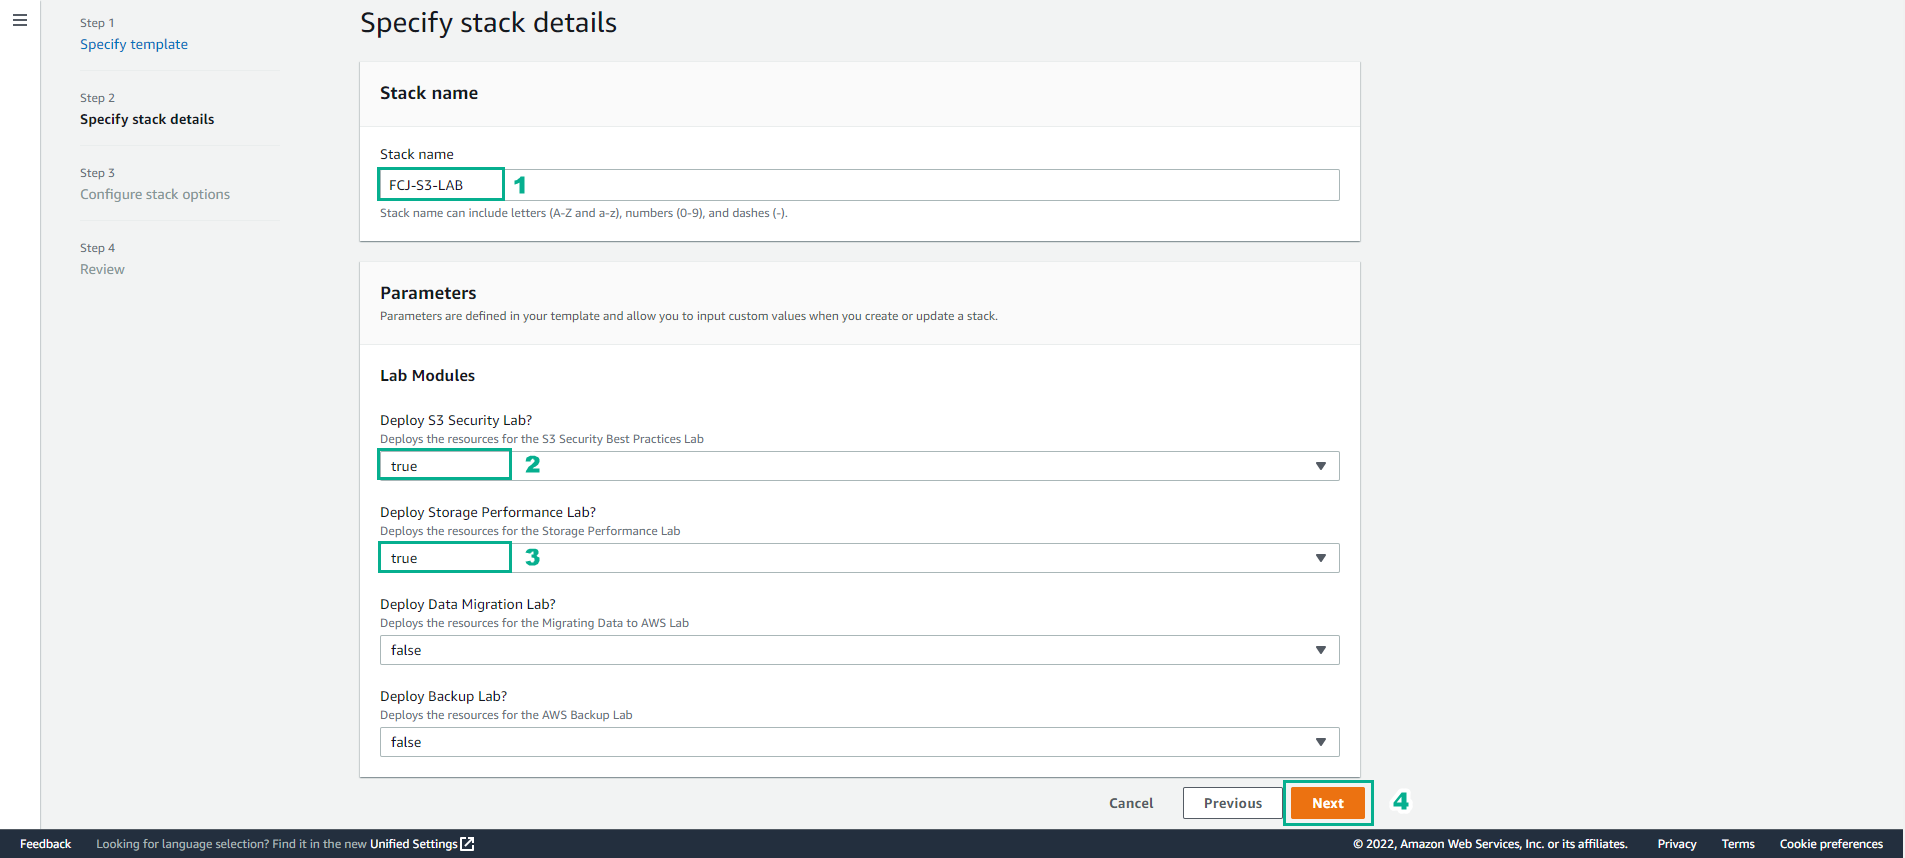 Step 1
Specify template
Step 2
Specify stack details
Step 3
Configure stack options
Step 4
Review
Specify stack details
Stack name
Stack name
FCJ-S3-LAB 1
Stack name can include letters (A-Z and a-z), numbers (0-9), and dashes (-).
Parameters
Parameters are defined in your template and allow you to input custom values when you create or update a stack.
Lab Modules
Deploy S3 Security Lab?
Deploys the resources for the S3 Security Best Practices Lab
true 2
Deploy Storage Performance Lab?
Deploys the resources for the Storage Performance Lab
true 3
Deploy Data Migration Lab?
Deploys the resources for the Migrating Data to AWS Lab
false
Deploy Backup Lab?
Deploys the resources for the AWS Backup Lab
false
Cancel Previous Next 4
Feedback Looking for language selection? Find it in the new Unified Settings © 2022, Amazon Web Services, Inc. or its affiliates. Privacy Terms Cookie preferences